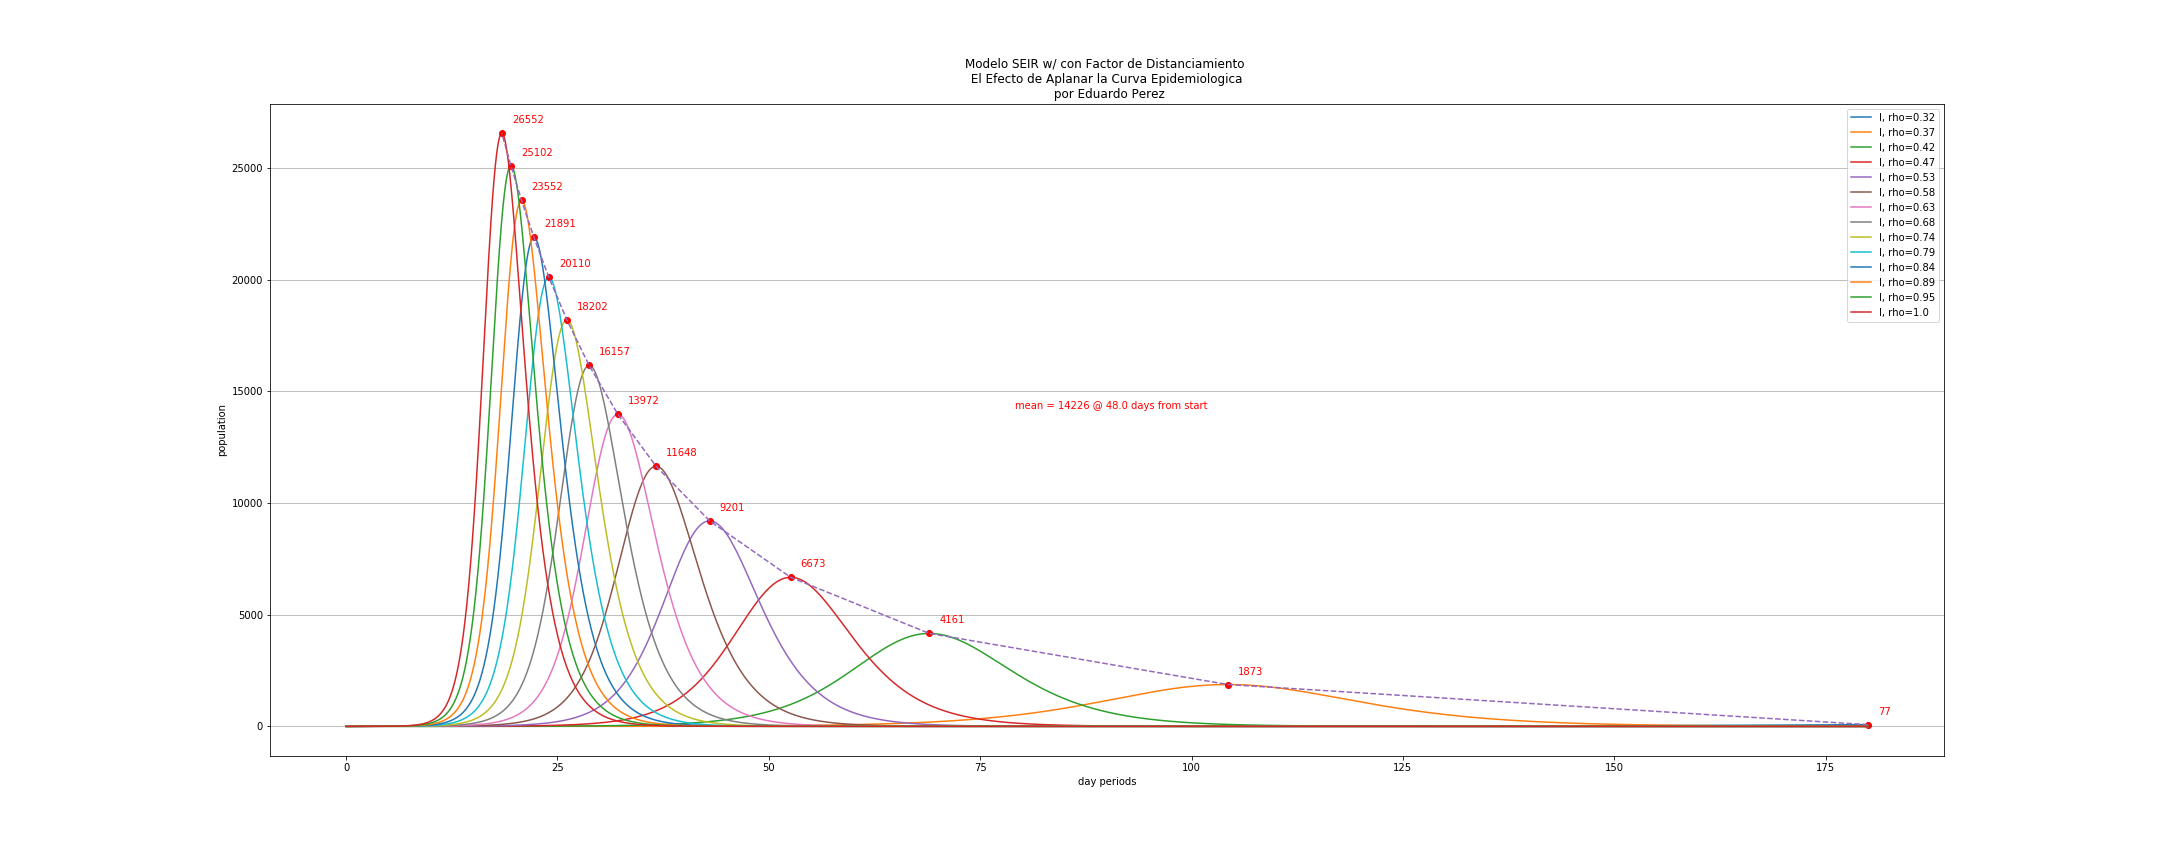 Modelo SEIR w/ con Factor de Distanciamiento
El Efecto de Aplanar la Curva Epidemiologica
por Eduardo Perez
26552
25102
23552
21891
20110
18202
16157
13972
11648
9201
6673
4161
1873
77
mean = 14226 @ 48.0 days from start
I, rho=0.32
I, rho=0.37
I, rho=0.42
I, rho=0.47
I, rho=0.53
I, rho=0.58
I, rho=0.63
I, rho=0.68
I, rho=0.74
I, rho=0.79
I, rho=0.84
I, rho=0.89
I, rho=0.95
I, rho=1.0
population
25000
20000
15000
10000
5000
0
0 25 50 75 100 125 150 175
day periods